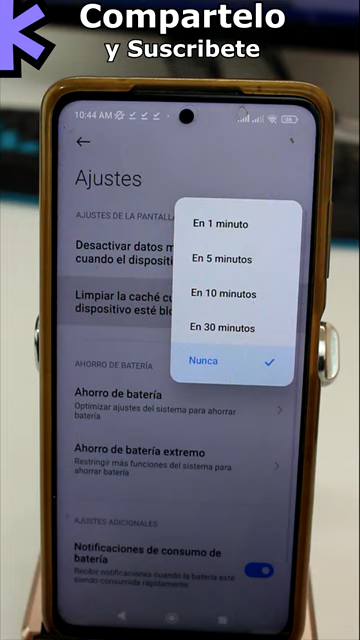 Compartelo
y Suscribete
10:44 AM
Ajustes
AJUSTES DE LA PANTALLA
Desactivar datos m
cuando el dispositi
Limpiar la caché cu
dispositivo esté blo
En 1 minuto
En 5 minutos
En 10 minutos
En 30 minutos
Nunca
AHORRO DE BATERÍA
Ahorro de batería
Optimizar ajustes del sistema para ahorrar
batería
Ahorro de batería extremo
Restringir más funciones del sistema para
ahorrar batería
AJUSTES ADICIONALES
Notificaciones de consumo de
batería
Recibir notificaciones cuando la batería esté
siendo consumida rápidamente